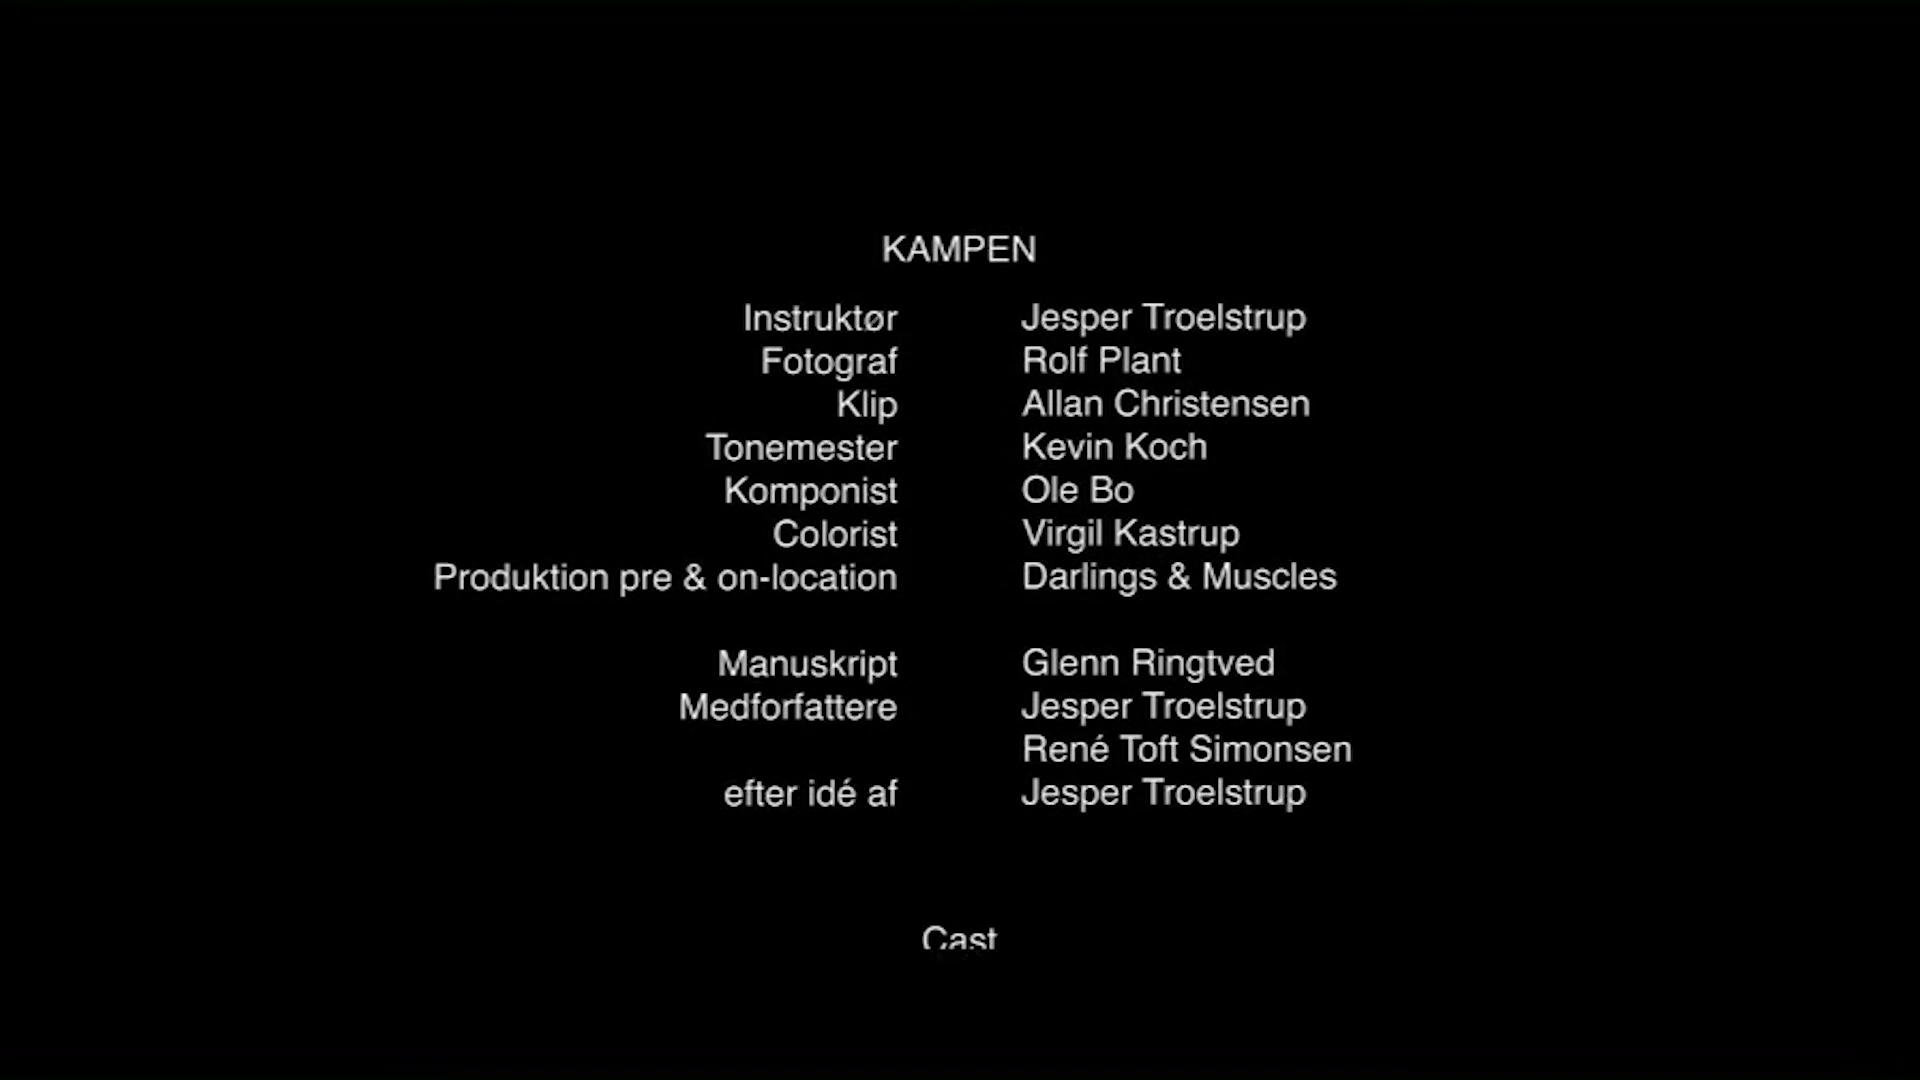 KAMPEN
Instruktør Jesper Troelstrup
Fotograf Rolf Plant
Klip Allan Christensen
Tonemester Kevin Koch
Komponist Ole Bo
Colorist Virgil Kastrup
Produktion pre & on-location Darlings & Muscles
Manuskript Glenn Ringtved
Medforfattere Jesper Troelstrup
René Toft Simonsen
efter idé af Jesper Troelstrup
Cast